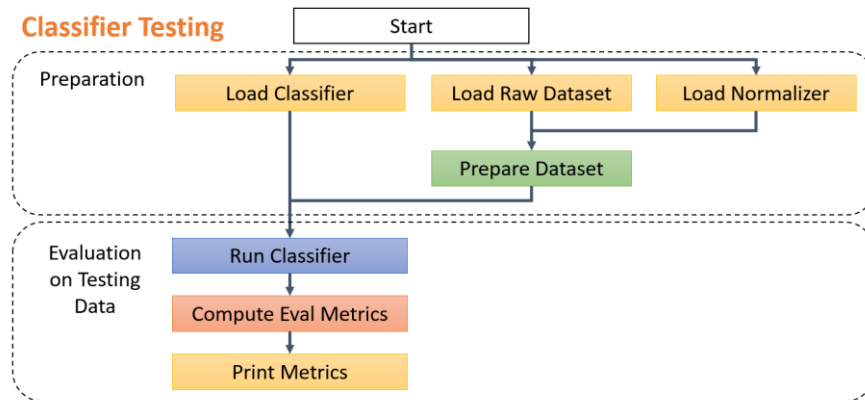 Classifier Testing
Start
Preparation
Load Classifier
Load Raw Dataset
Load Normalizer
Prepare Dataset
Evaluation
on Testing
Data
Run Classifier
Compute Eval Metrics
Print Metrics